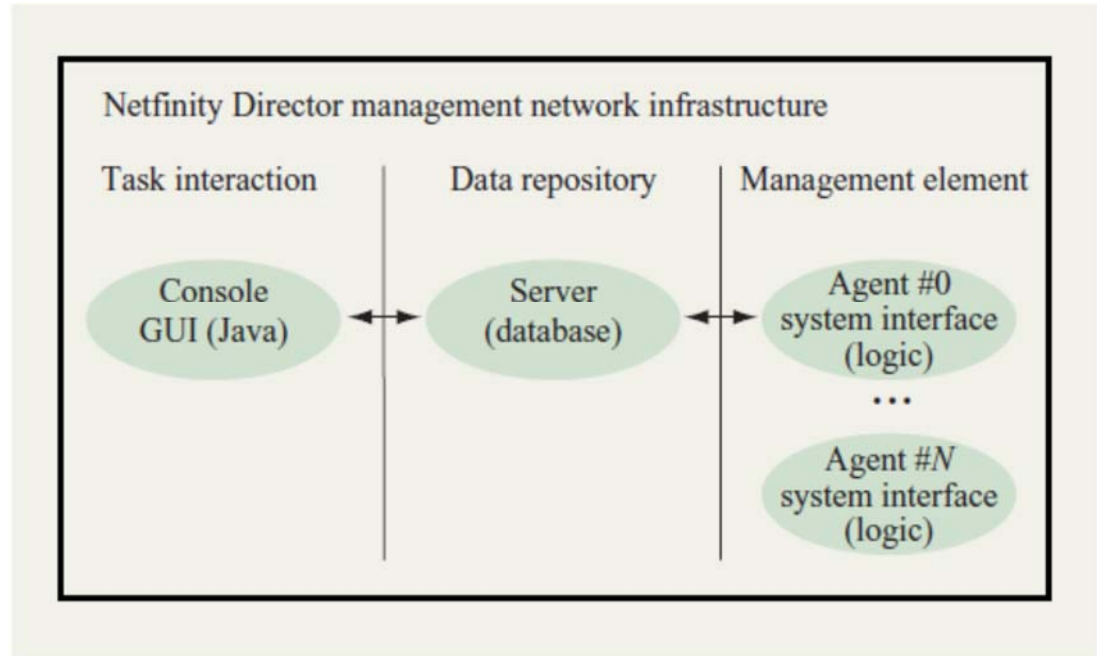 Netfinity Director management network infrastructure
Task interaction
Data repository
Management element
Console
GUI (Java)
Server
(database)
Agent #0
system interface
(logic)
...
Agent #N
system interface
(logic)